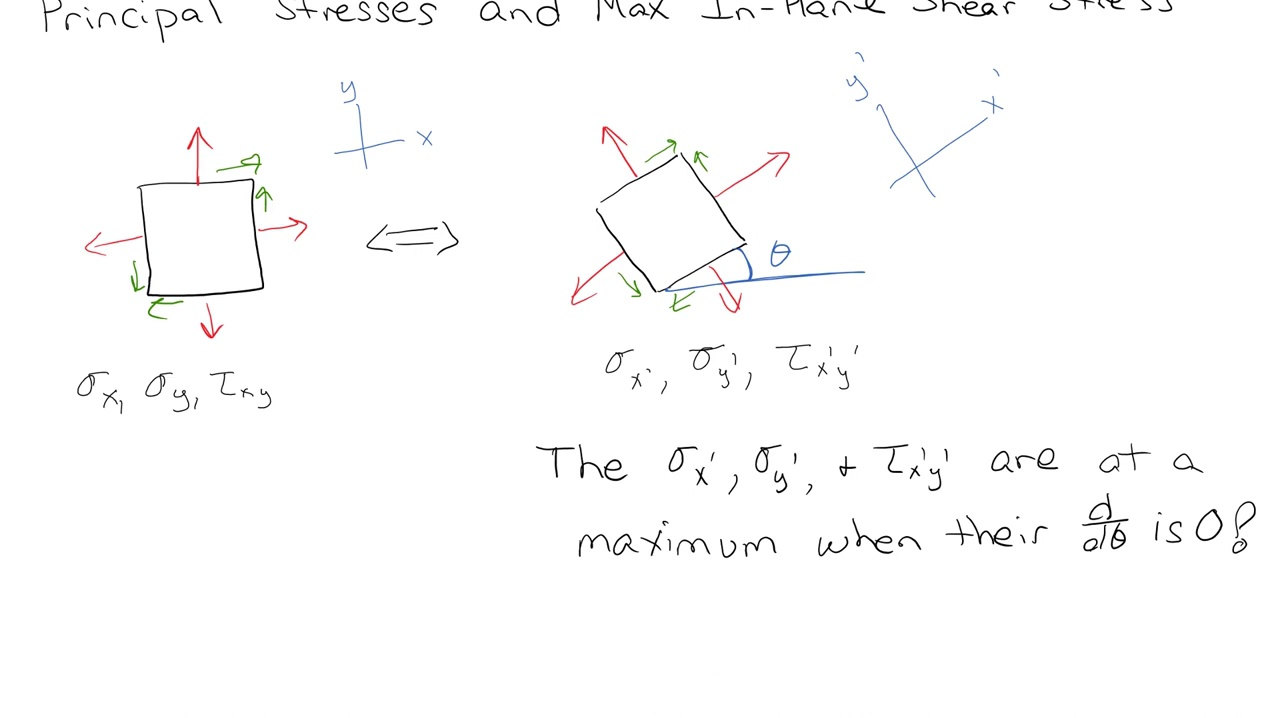 Principal Stresses and Max In-Plane Shear Stress
y
x
y'
x'
θ
σx, σy, τxy
σx', σy', τx'y'
The σx', σy', + τx'y' are at a
maximum when their d/dθ is 0!